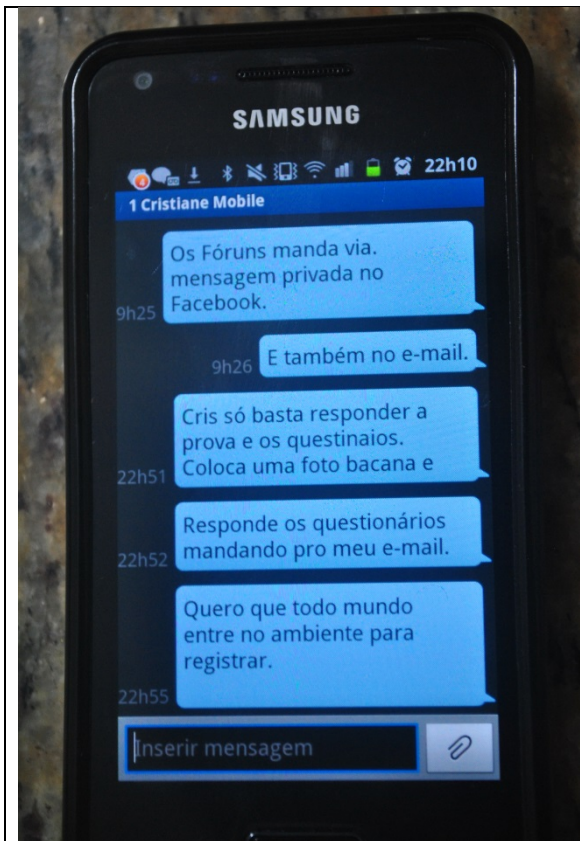 SAMSUNG
22h10
1 Cristiane Mobile
Os Fóruns manda via.
mensagem privada no
Facebook.
9h25
E também no e-mail.
9h26
Cris só basta responder a
prova e os questinaios.
Coloca uma foto bacana e
22h51
Responde os questionários
mandando pro meu e-mail.
22h52
Quero que todo mundo
entre no ambiente para
registrar.
22h55
Inserir mensagem